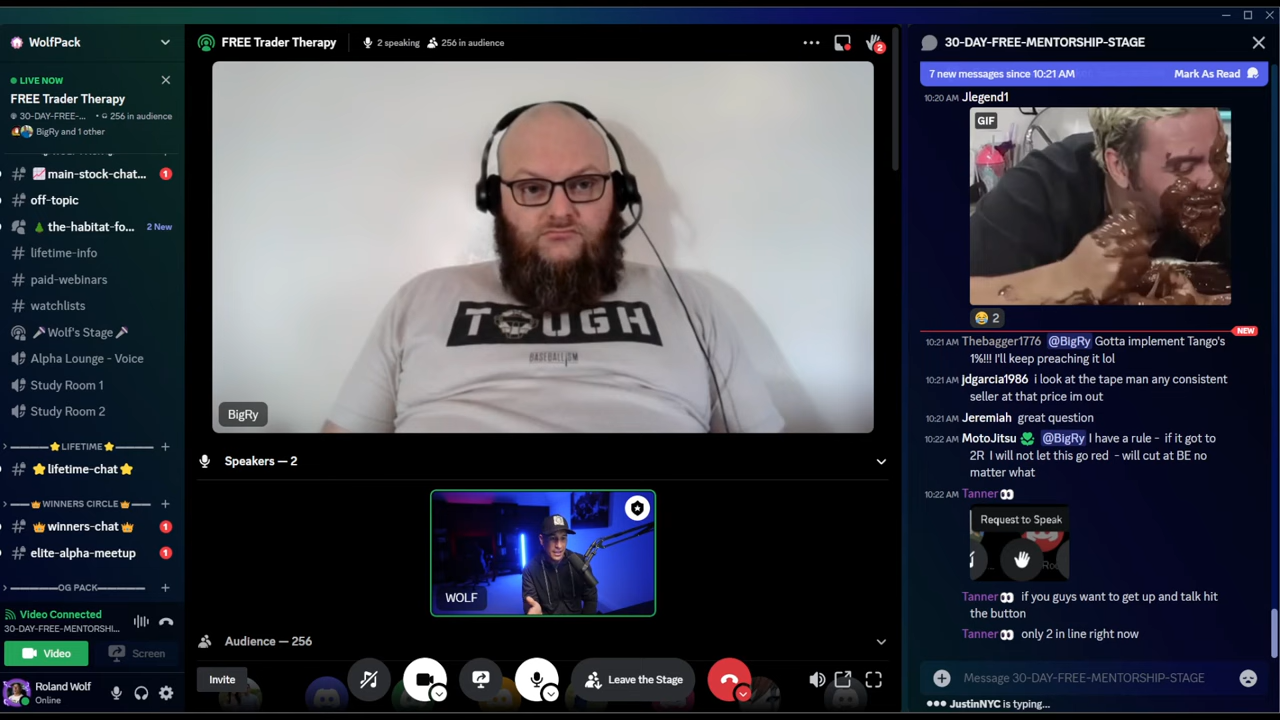 WolfPack
LIVE NOW
FREE Trader Therapy
30-DAY-FREE-... • 256 in audience
BigRy and 1 other
main-stock-chat...
1
off-topic
the-habitat-fo...
2 New
lifetime-info
paid-webinars
watchlists
Wolf's Stage
Alpha Lounge - Voice
Study Room 1
Study Room 2
LIFETIME
lifetime-chat
WINNERS CIRCLE
winners-chat
1
elite-alpha-meetup
1
OG PACK
Video Connected
30-DAY-FREE-MENTORSHI...
Video
Screen
Roland Wolf
Online
FREE Trader Therapy
2 speaking
256 in audience
2
TOUGH
BASEBALLISM
BigRy
Speakers — 2
WOLF
Audience — 256
Invite
Leave the Stage
30-DAY-FREE-MENTORSHIP-STAGE
7 new messages since 10:21 AM
Mark As Read
10:20 AM Jlegend1
GIF
2
NEW
10:21 AM Thebagger1776 @BigRy Gotta implement Tango's
1%!!! I'll keep preaching it lol
10:21 AM jdgarcia1986 i look at the tape man any consistent
seller at that price im out
10:21 AM Jeremiah great question
10:22 AM MotoJitsu @BigRy I have a rule - if it got to
2R I will not let this go red - will cut at BE no
matter what
10:22 AM Tanner
Request to Speak
Tanner if you guys want to get up and talk hit
the button
Tanner only 2 in line right now
Message 30-DAY-FREE-MENTORSHIP-STAGE
JustinNYC is typing...